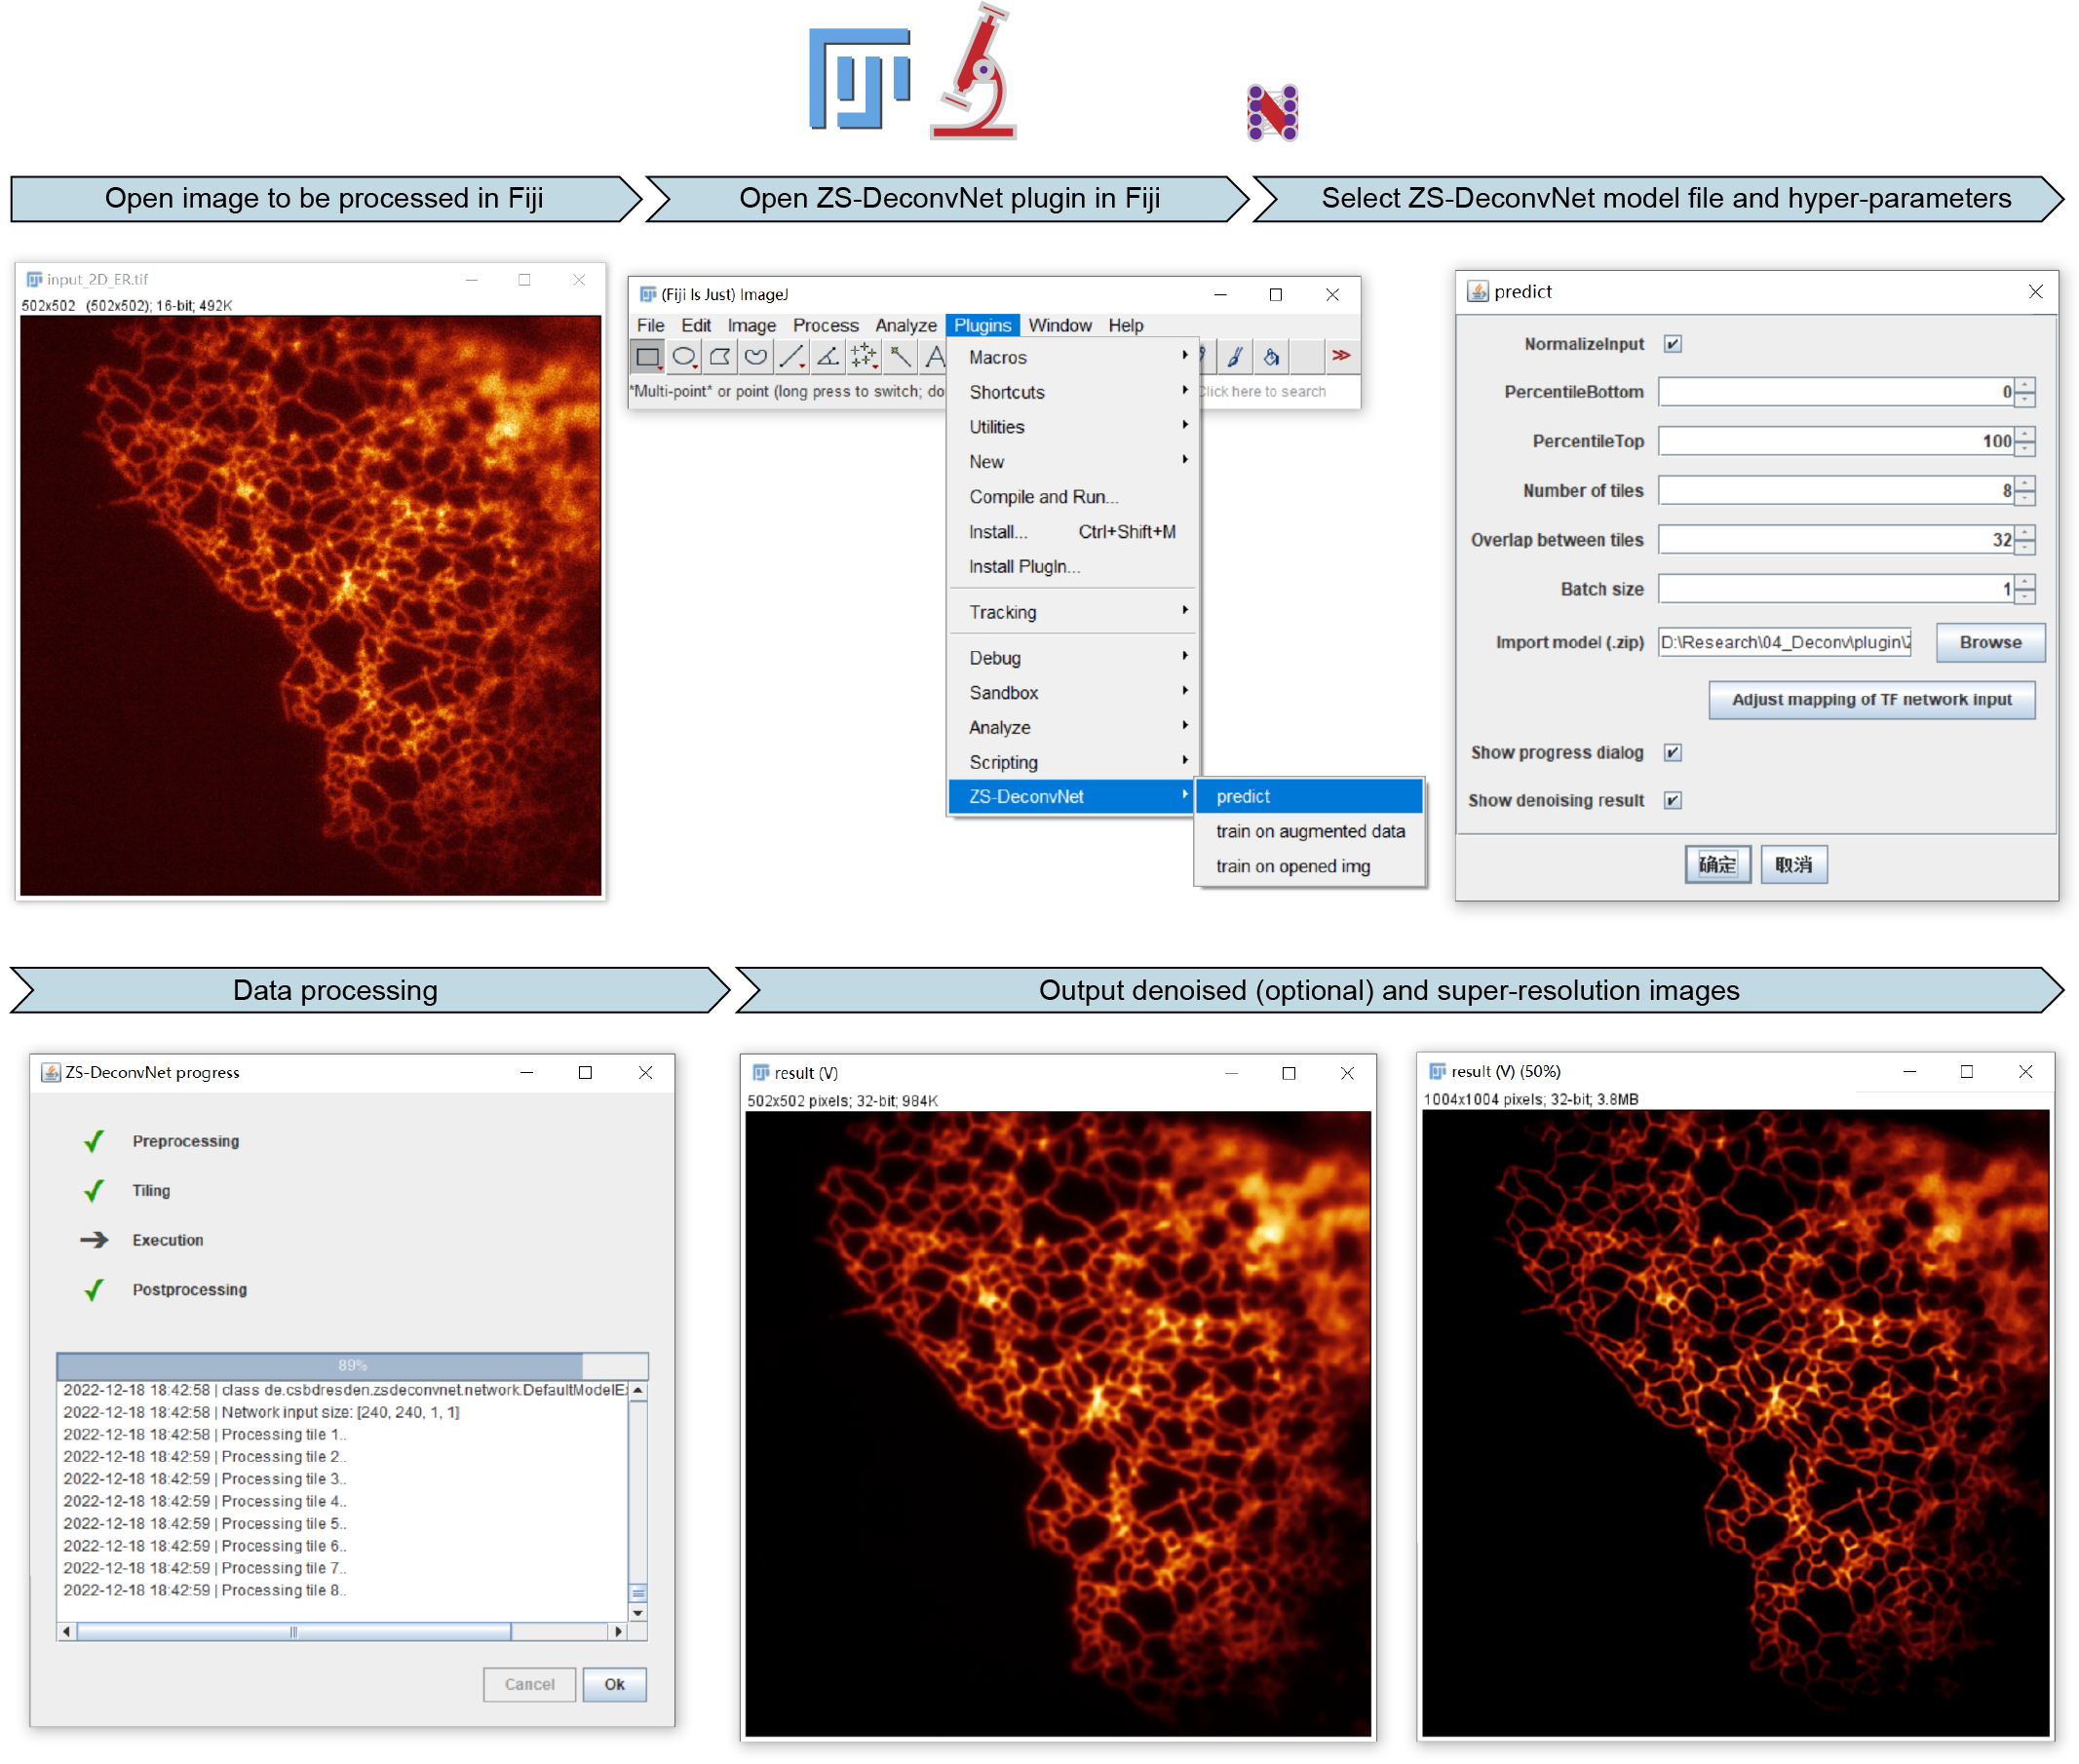 Open image to be processed in Fiji
Open ZS-DeconvNet plugin in Fiji
Select ZS-DeconvNet model file and hyper-parameters
input_2D_ER.tif
502x502 (502x502); 16-bit; 492K
(Fiji Is Just) ImageJ
File Edit Image Process Analyze Plugins Window Help
*Multi-point* or point (long press to switch; do
Click here to search
Macros
Shortcuts
Utilities
New
Compile and Run...
Install... Ctrl+Shift+M
Install PlugIn...
Tracking
Debug
Sandbox
Analyze
Scripting
ZS-DeconvNet
predict
train on augmented data
train on opened img
predict
NormalizeInput
PercentileBottom 0
PercentileTop 100
Number of tiles 8
Overlap between tiles 32
Batch size 1
Import model (.zip) D:\Research\04_Deconv\plugin\Z Browse
Adjust mapping of TF network input
Show progress dialog
Show denoising result
确定 取消
Data processing
Output denoised (optional) and super-resolution images
ZS-DeconvNet progress
Preprocessing
Tiling
Execution
Postprocessing
89%
2022-12-18 18:42:58 | class de.csbdresden.zsdeconvnet.network.DefaultModelE
2022-12-18 18:42:58 | Network input size: [240, 240, 1, 1]
2022-12-18 18:42:58 | Processing tile 1..
2022-12-18 18:42:59 | Processing tile 2..
2022-12-18 18:42:59 | Processing tile 3..
2022-12-18 18:42:59 | Processing tile 4..
2022-12-18 18:42:59 | Processing tile 5..
2022-12-18 18:42:59 | Processing tile 6..
2022-12-18 18:42:59 | Processing tile 7..
2022-12-18 18:42:59 | Processing tile 8..
Cancel Ok
result (V)
502x502 pixels; 32-bit; 984K
result (V) (50%)
1004x1004 pixels; 32-bit; 3.8MB